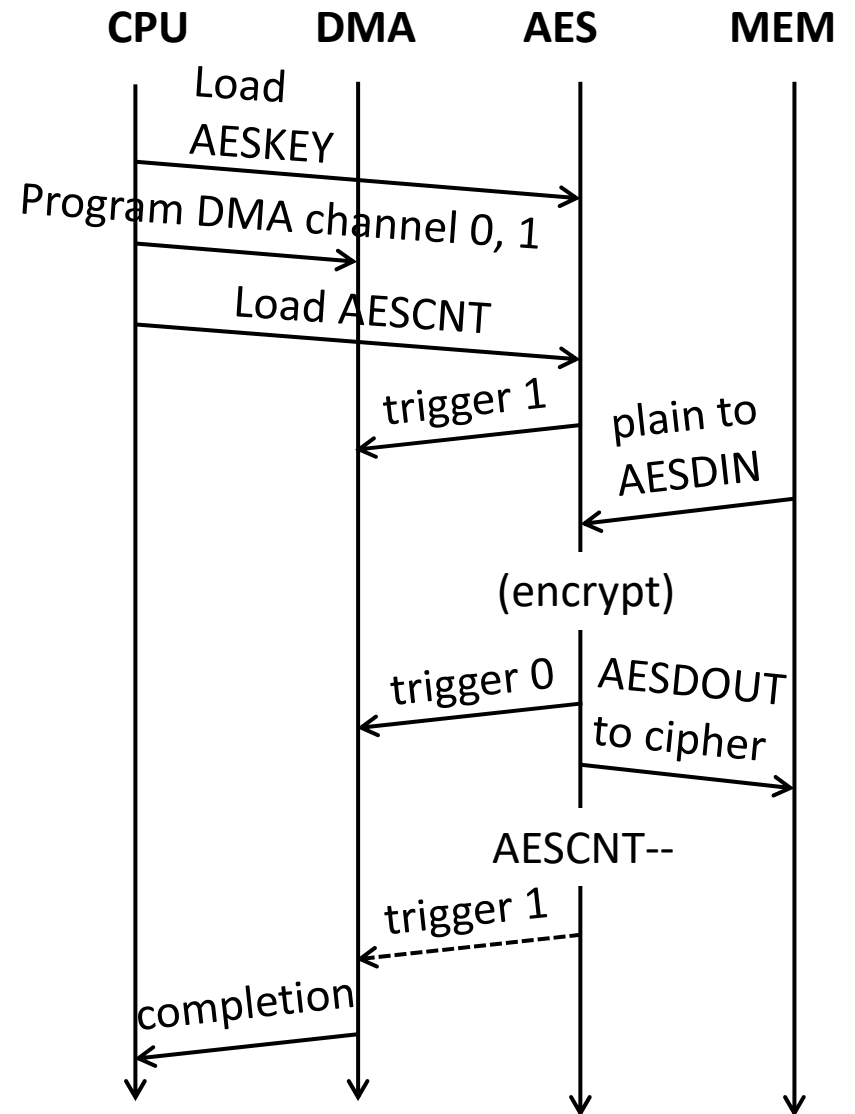 CPU DMA AES MEM
Load
AESKEY
Program DMA channel 0, 1
Load AESCNT
trigger 1
plain to
AESDIN
(encrypt)
trigger 0
AESDOUT
to cipher
AESCNT--
trigger 1
completion